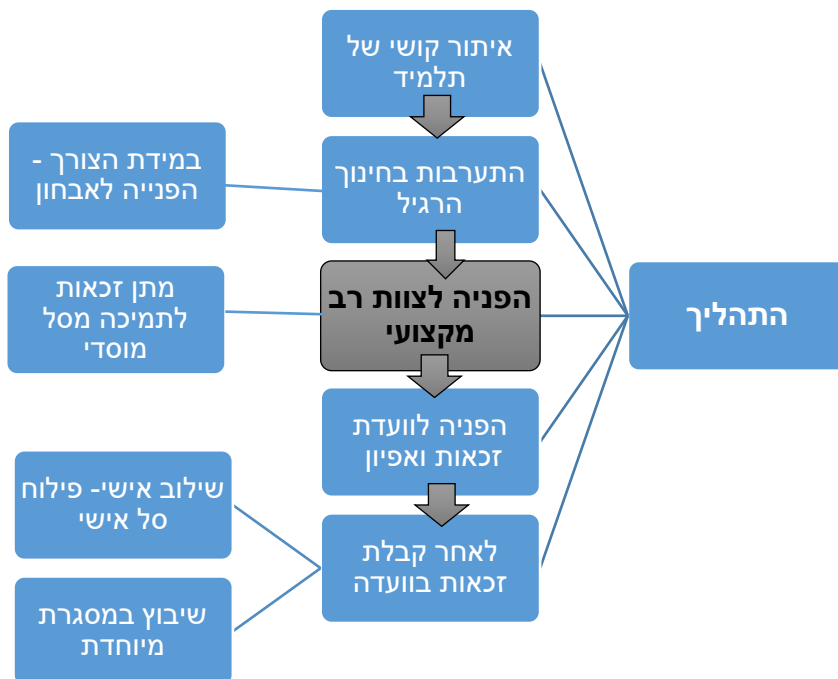 התהליך
איתור קושי של
תלמיד
התערבות בחינוך
הרגיל
במידת הצורך -
הפנייה לאבחון
הפניה לצוות רב
מקצועי
מתן זכאות
לתמיכה מסל
מוסדי
הפניה לוועדת
זכאות ואפיון
לאחר קבלת
זכאות בוועדה
שילוב אישי- פילוח
סל אישי
שיבוץ במסגרת
מיוחדת